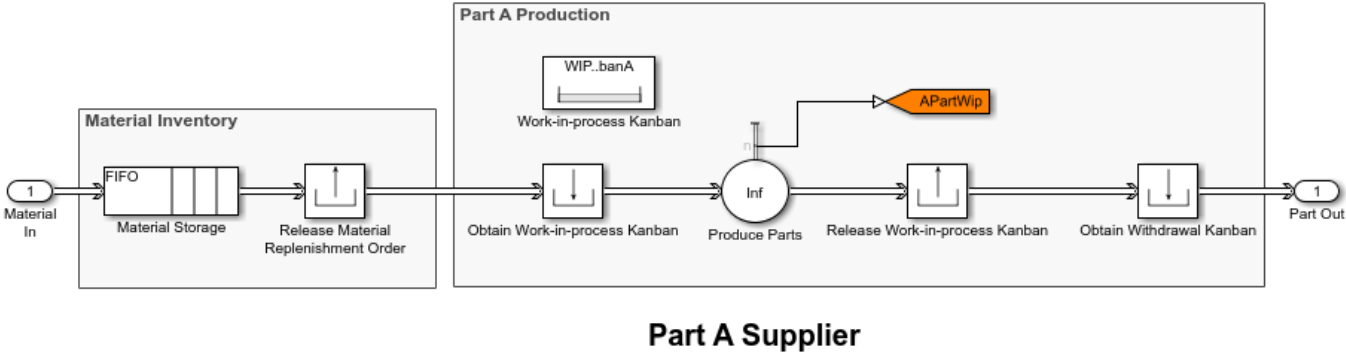 Part A Production
WIP..banA
Work-in-process Kanban
APartWip
n
Material Inventory
1
Material
In
FIFO
Material Storage
Release Material
Replenishment Order
Obtain Work-in-process Kanban
Inf
Produce Parts
Release Work-in-process Kanban
Obtain Withdrawal Kanban
1
Part Out
Part A Supplier